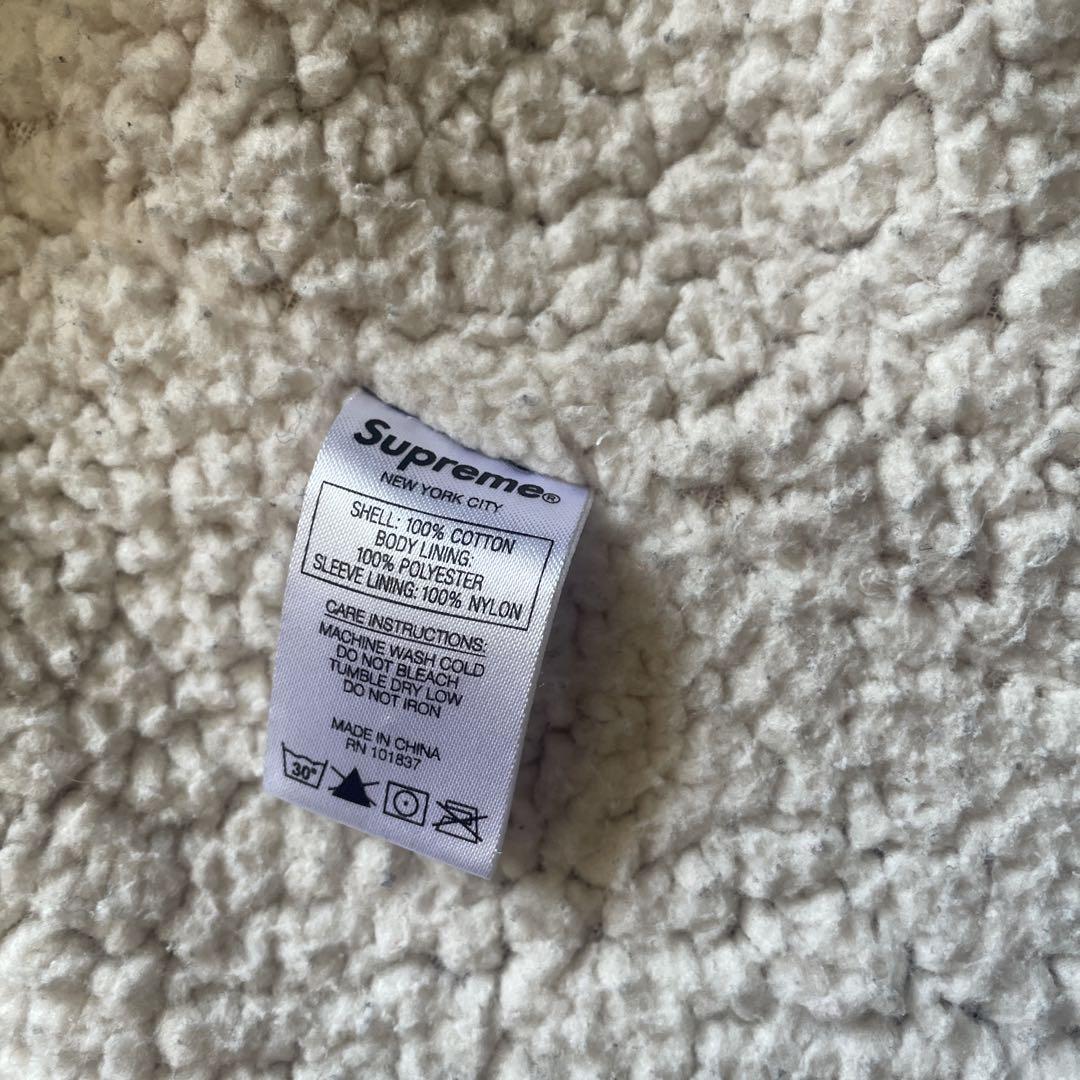 Supreme®
NEW YORK CITY
SHELL: 100% COTTON
BODY LINING:
100% POLYESTER
SLEEVE LINING: 100% NYLON
CARE INSTRUCTIONS:
MACHINE WASH COLD
DO NOT BLEACH
TUMBLE DRY LOW
DO NOT IRON
MADE IN CHINA
RN 101837
30°